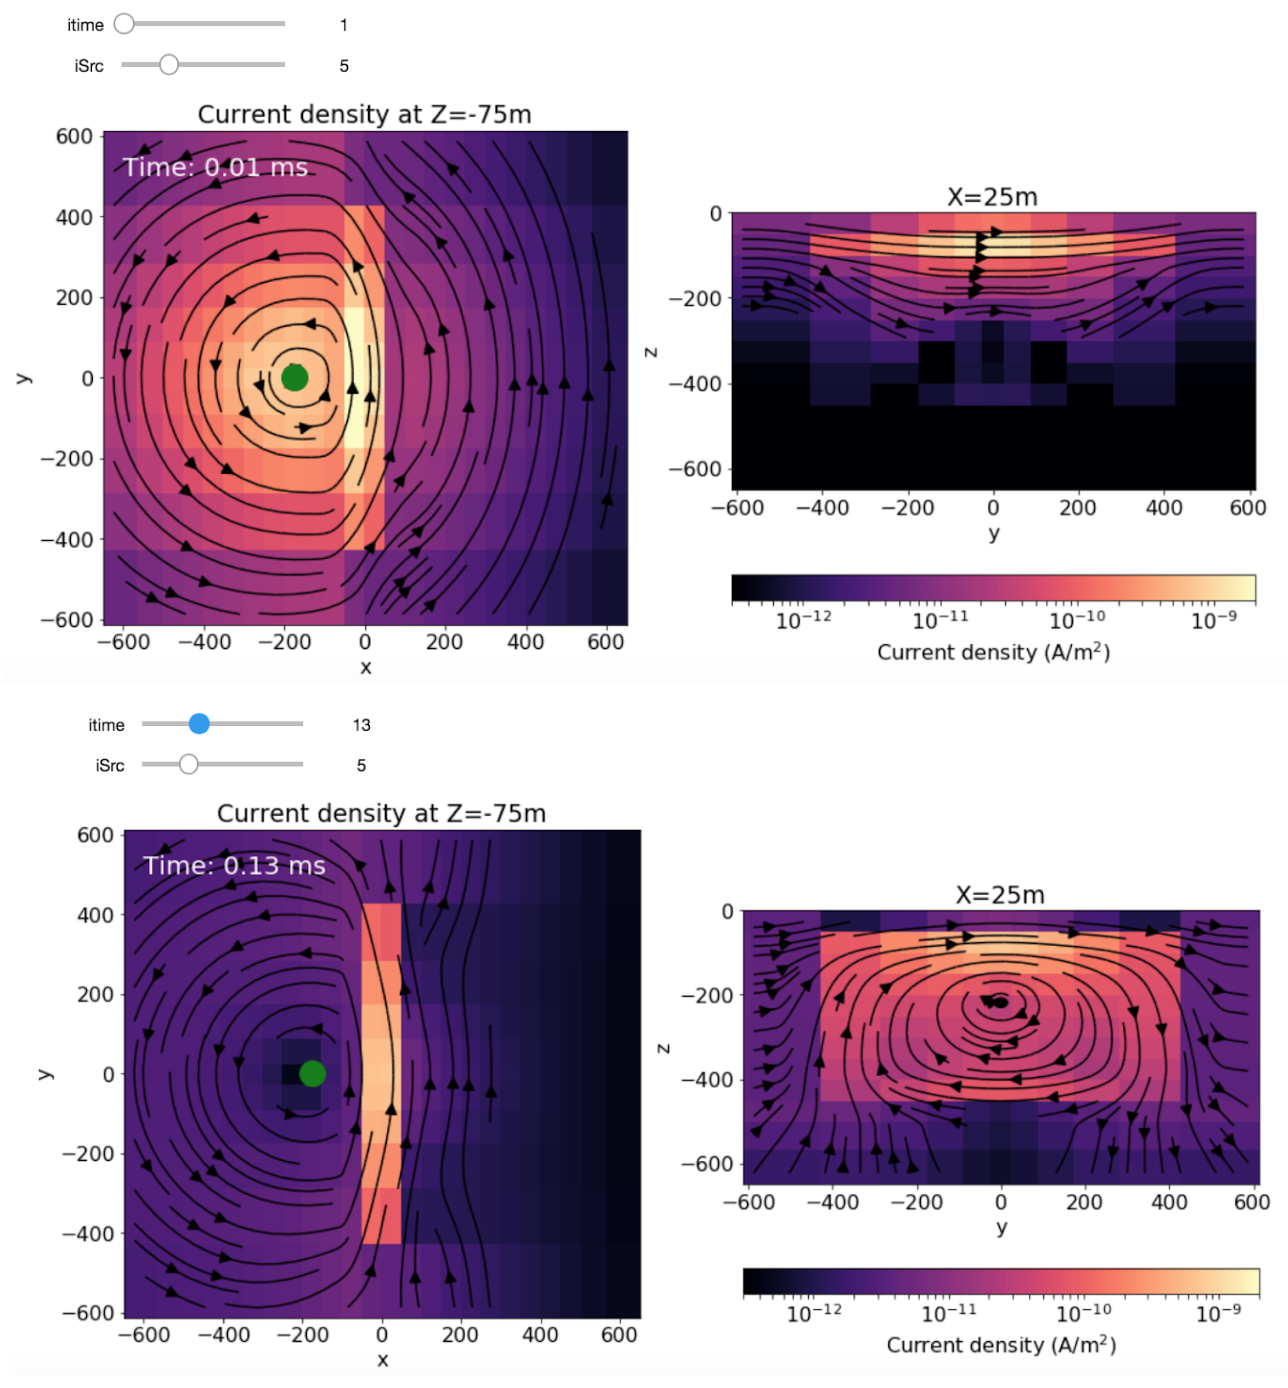 itime 1
iSrc 5
Current density at Z=-75m
Time: 0.01 ms
600
400
200
0
−200
−400
−600
y
−600 −400 −200 0 200 400 600
x
X=25m
0
−200
−400
−600
z
−600 −400 −200 0 200 400 600
y
10⁻¹² 10⁻¹¹ 10⁻¹⁰ 10⁻⁹
Current density (A/m²)
itime 13
iSrc 5
Current density at Z=-75m
Time: 0.13 ms
600
400
200
0
−200
−400
−600
y
−600 −400 −200 0 200 400 600
x
X=25m
0
−200
−400
−600
z
−600 −400 −200 0 200 400 600
y
10⁻¹² 10⁻¹¹ 10⁻¹⁰ 10⁻⁹
Current density (A/m²)